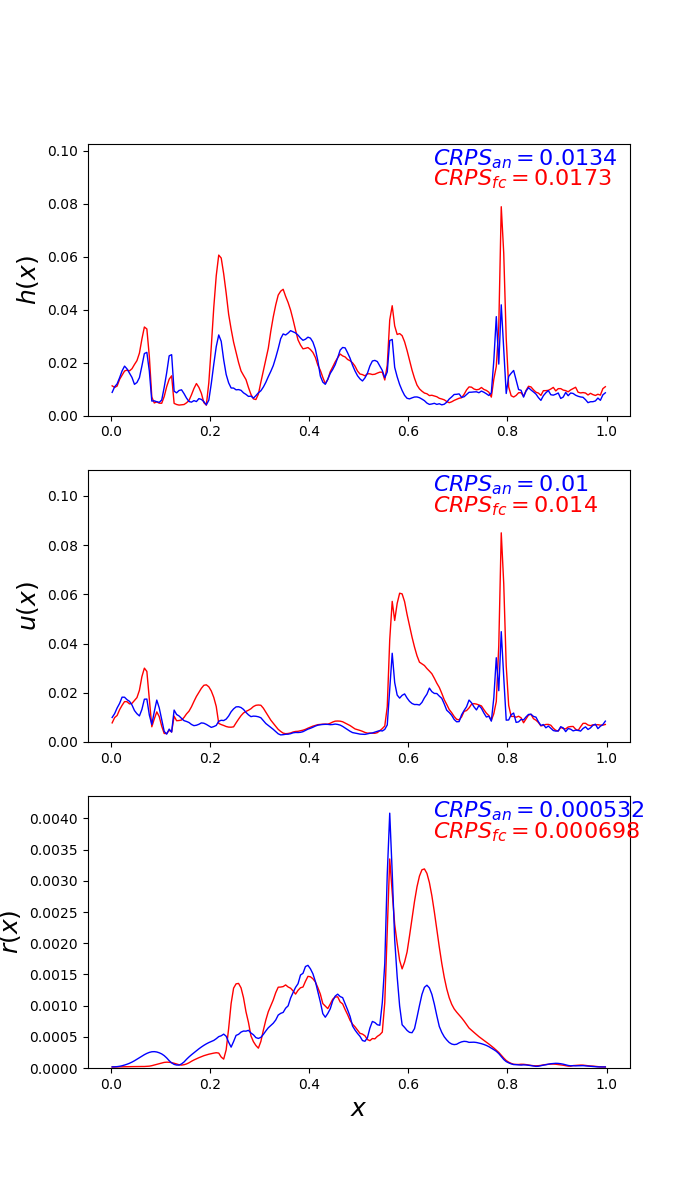 CRPS_an = 0.0134
CRPS_fc = 0.0173
h(x)
0.10
0.08
0.06
0.04
0.02
0.00
0.0 0.2 0.4 0.6 0.8 1.0
CRPS_an = 0.01
CRPS_fc = 0.014
u(x)
0.10
0.08
0.06
0.04
0.02
0.00
0.0 0.2 0.4 0.6 0.8 1.0
CRPS_an = 0.000532
CRPS_fc = 0.000698
r(x)
0.0040
0.0035
0.0030
0.0025
0.0020
0.0015
0.0010
0.0005
0.0000
0.0 0.2 0.4 0.6 0.8 1.0
x